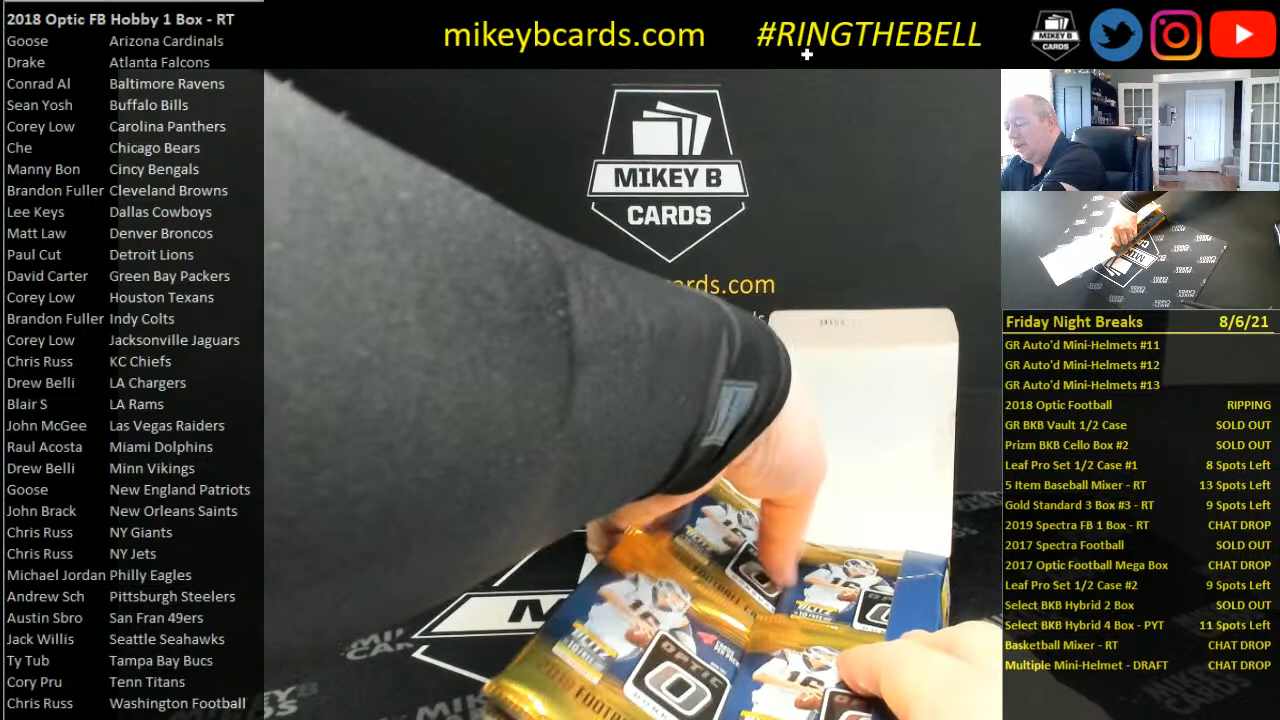 2018 Optic FB Hobby 1 Box - RT
Goose Arizona Cardinals
Drake Atlanta Falcons
Conrad Al Baltimore Ravens
Sean Yosh Buffalo Bills
Corey Low Carolina Panthers
Che Chicago Bears
Manny Bon Cincy Bengals
Brandon Fuller Cleveland Browns
Lee Keys Dallas Cowboys
Matt Law Denver Broncos
Paul Cut Detroit Lions
David Carter Green Bay Packers
Corey Low Houston Texans
Brandon Fuller Indy Colts
Corey Low Jacksonville Jaguars
Chris Russ KC Chiefs
Drew Belli LA Chargers
Blair S LA Rams
John McGee Las Vegas Raiders
Raul Acosta Miami Dolphins
Drew Belli Minn Vikings
Goose New England Patriots
John Brack New Orleans Saints
Chris Russ NY Giants
Chris Russ NY Jets
Michael Jordan Philly Eagles
Andrew Sch Pittsburgh Steelers
Austin Sbro San Fran 49ers
Jack Willis Seattle Seahawks
Ty Tub Tampa Bay Bucs
Cory Pru Tenn Titans
Chris Russ Washington Football
mikeybcards.com #RINGTHEBELL
MIKEY B
CARDS
MIKEY B
CARDS
cards.com
OPTIC
Friday Night Breaks 8/6/21
GR Auto'd Mini-Helmets #11
GR Auto'd Mini-Helmets #12
GR Auto'd Mini-Helmets #13
2018 Optic Football RIPPING
GR BKB Vault 1/2 Case SOLD OUT
Prizm BKB Cello Box #2 SOLD OUT
Leaf Pro Set 1/2 Case #1 8 Spots Left
5 Item Baseball Mixer - RT 13 Spots Left
Gold Standard 3 Box #3 - RT 9 Spots Left
2019 Spectra FB 1 Box - RT CHAT DROP
2017 Spectra Football SOLD OUT
2017 Optic Football Mega Box CHAT DROP
Leaf Pro Set 1/2 Case #2 9 Spots Left
Select BKB Hybrid 2 Box SOLD OUT
Select BKB Hybrid 4 Box - PYT 11 Spots Left
Basketball Mixer - RT CHAT DROP
Multiple Mini-Helmet - DRAFT CHAT DROP